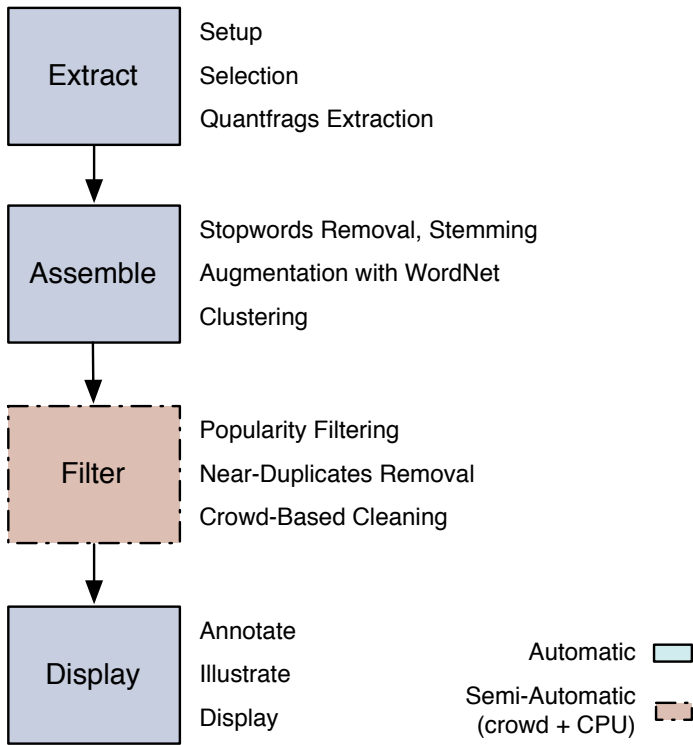 Extract
Setup
Selection
Quantfrags Extraction
Assemble
Stopwords Removal, Stemming
Augmentation with WordNet
Clustering
Filter
Popularity Filtering
Near-Duplicates Removal
Crowd-Based Cleaning
Display
Annotate
Illustrate
Display
Automatic
Semi-Automatic
(crowd + CPU)